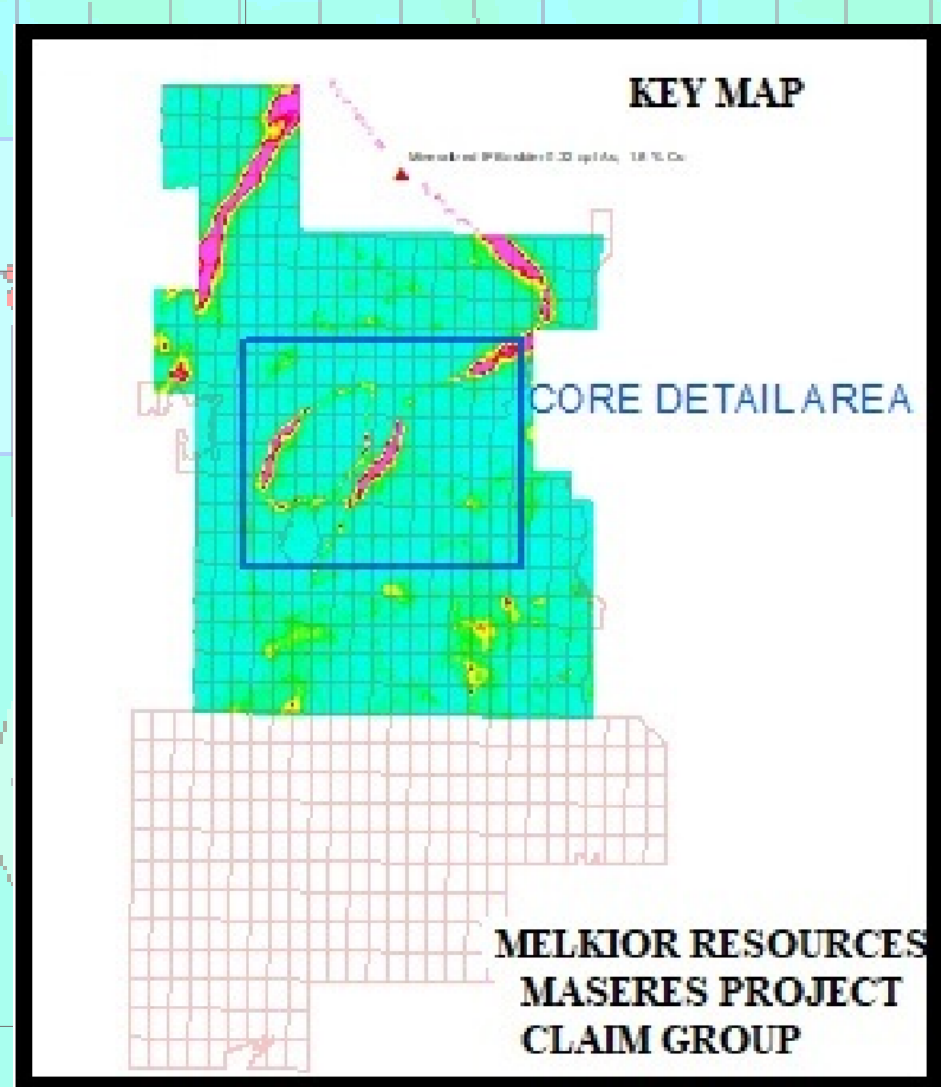 KEY MAP
CORE DETAIL AREA
MELKIOR RESOURCES
MASERES PROJECT
CLAIM GROUP